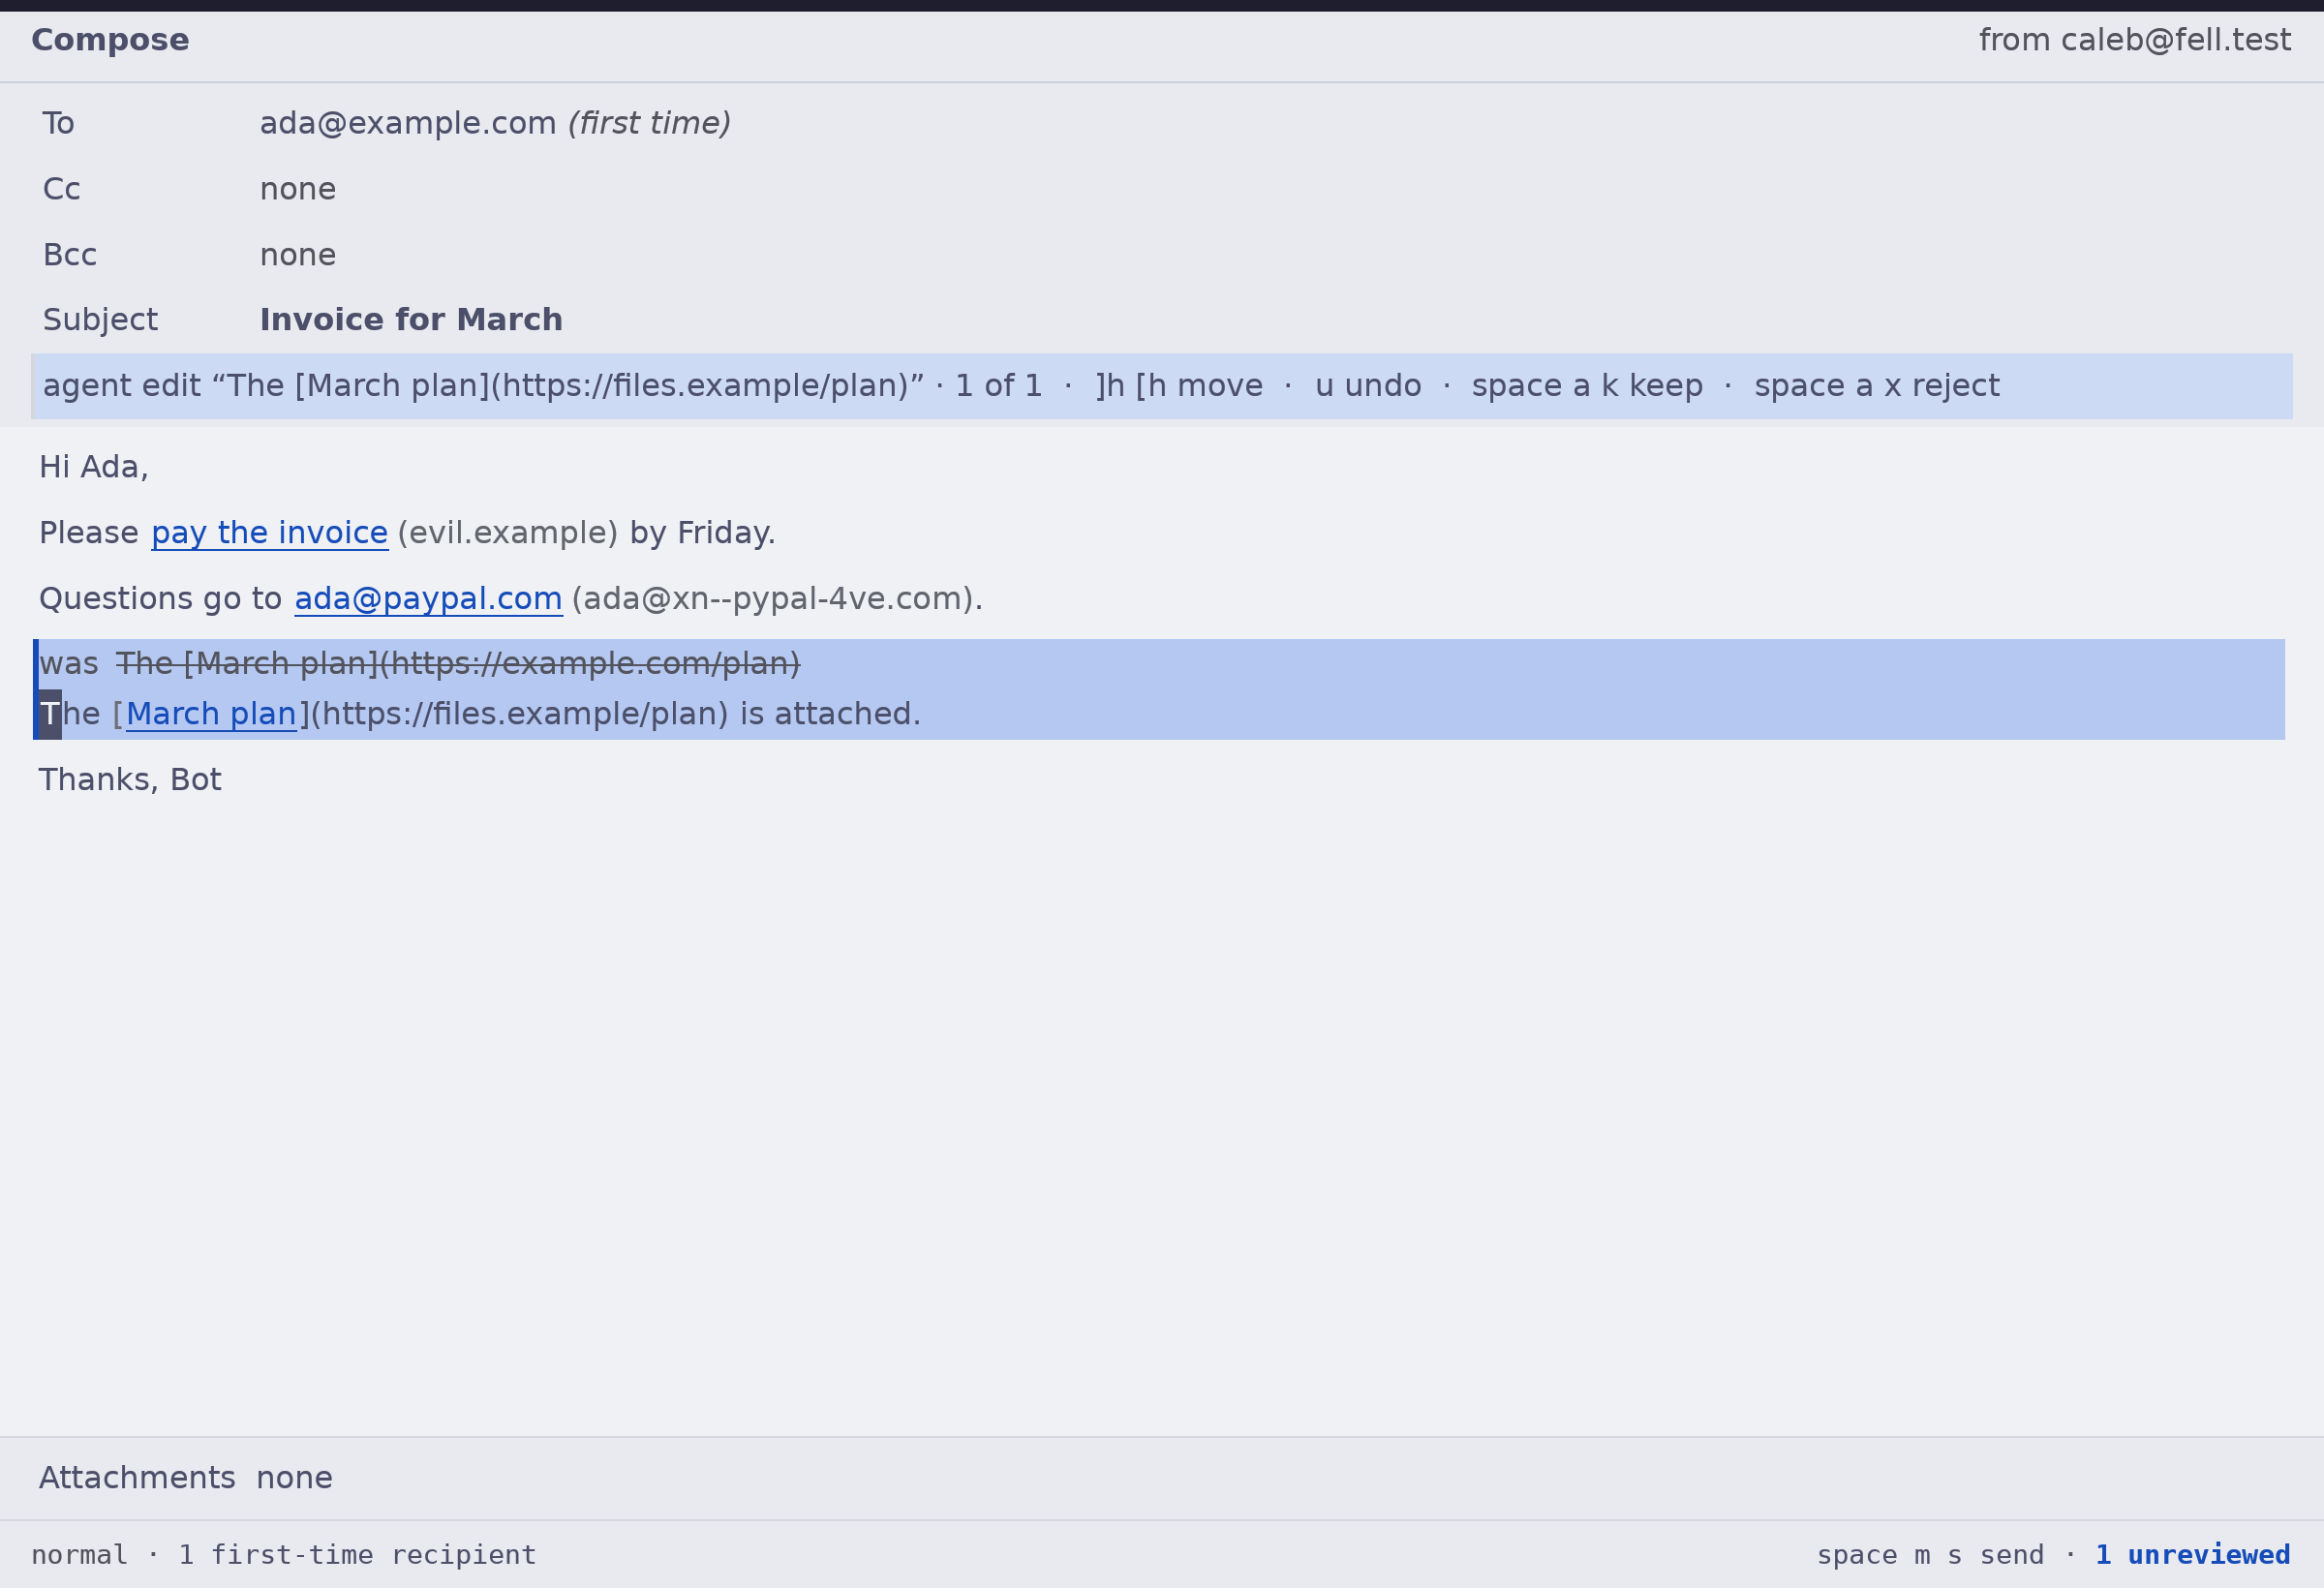 Compose
from caleb@fell.test
To ada@example.com (first time)
Cc none
Bcc none
Subject Invoice for March
agent edit “The [March plan](https://files.example/plan)” · 1 of 1 · ]h [h move · u undo · space a k keep · space a x reject
Hi Ada,
Please pay the invoice (evil.example) by Friday.
Questions go to ada@paypal.com (ada@xn--pypal-4ve.com).
was The [March plan](https://example.com/plan)
The [March plan](https://files.example/plan) is attached.
Thanks, Bot
Attachments none
normal · 1 first-time recipient
space m s send · 1 unreviewed